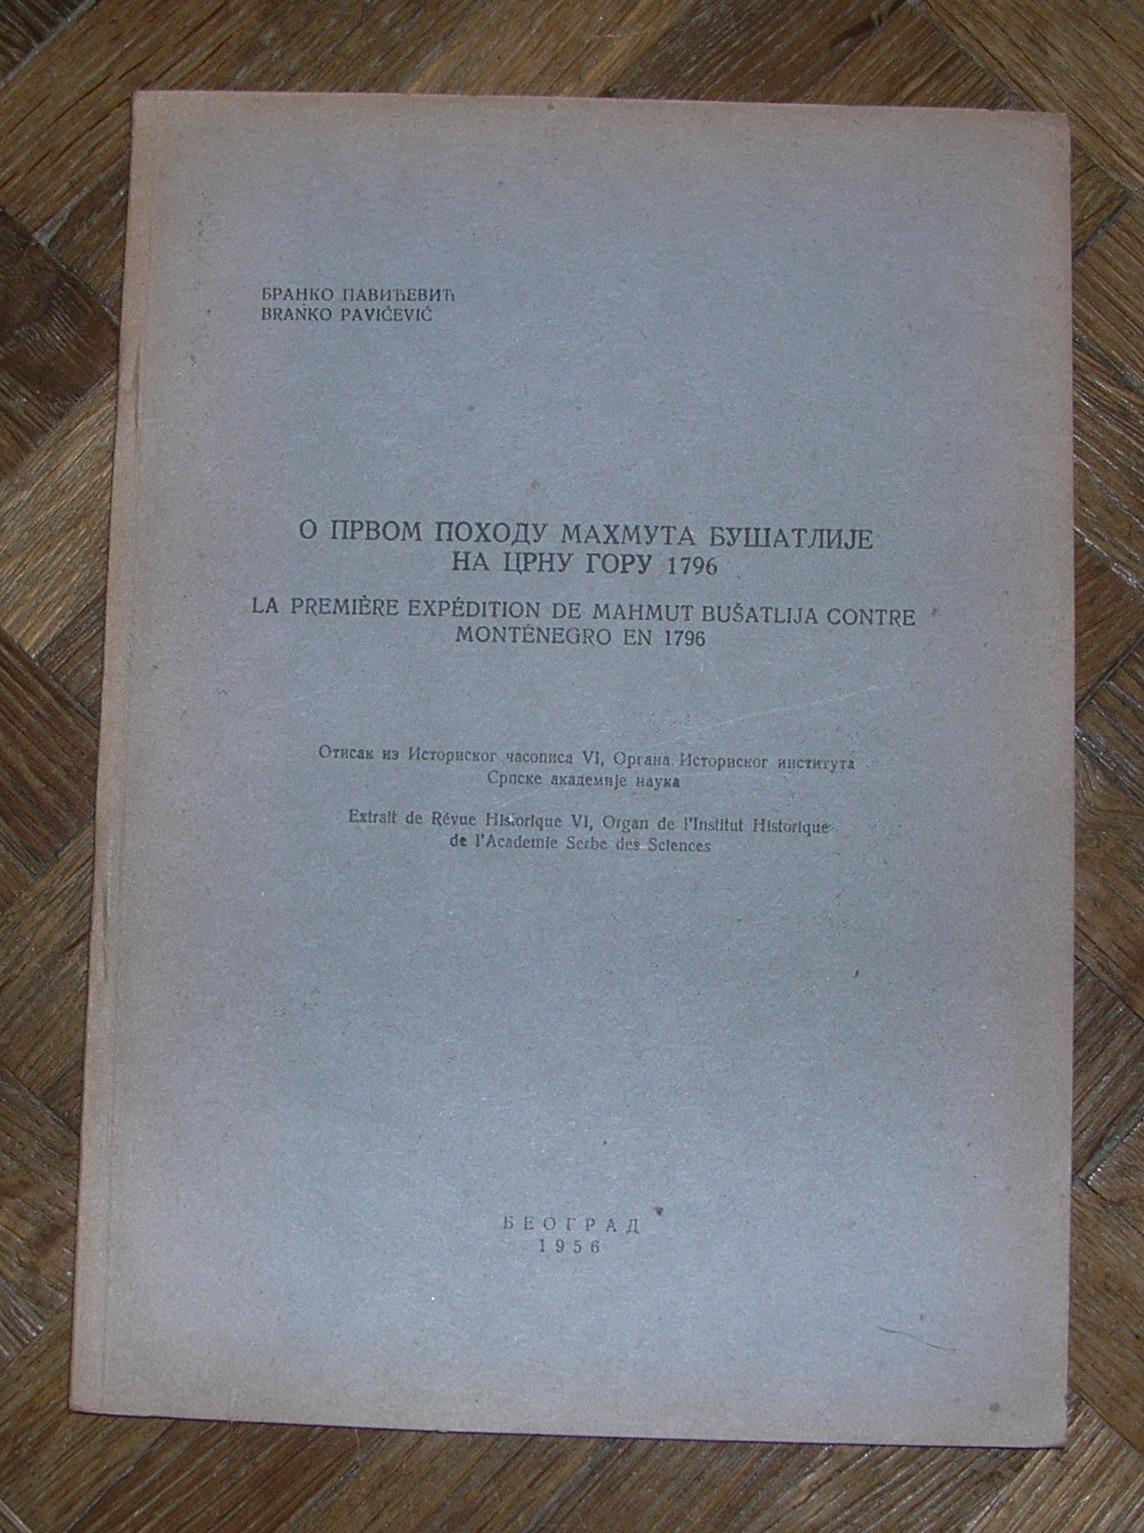 БРАНКО ПАВИЋЕВИЋ
BRANKO PAVIĆEVIĆ
О ПРВОМ ПОХОДУ МАХМУТА БУШАТЛИЈЕ
НА ЦРНУ ГОРУ 1796
LA PREMIÈRE EXPÉDITION DE MAHMUT BUŠATLIJA CONTRE
MONTÉNEGRO EN 1796
Отисак из Историског часописа VI, Органа Историског института
Српске академије наука
Extrait de Révue Historique VI, Organ de l'Institut Historique
de l'Academie Serbe des Sciences
БЕОГРАД
1956